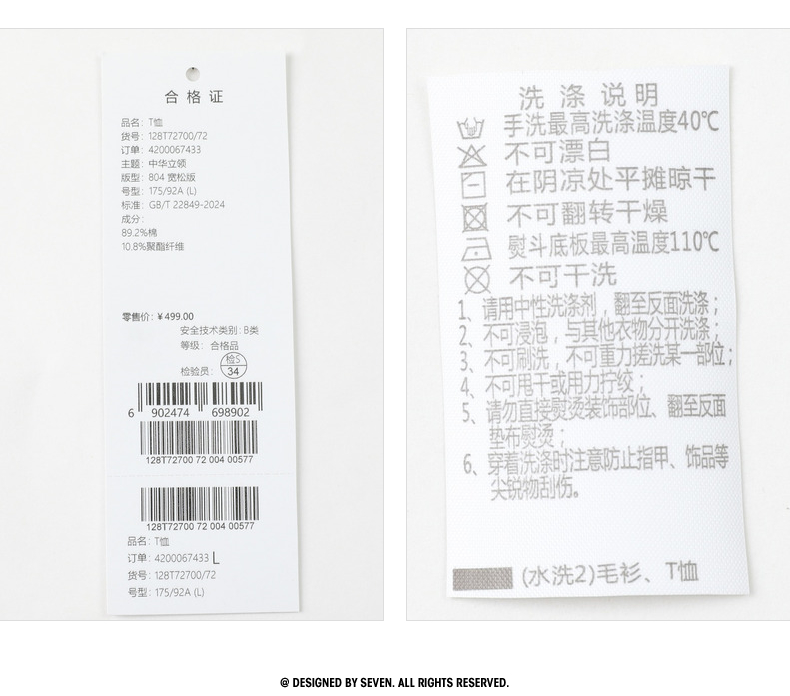 合格证
品名：T恤
货号：128T72700/72
订单：4200067433
主题：中华立领
版型：804 宽松版
号型：175/92A (L)
标准：GB/T 22849-2024
成分：
89.2%棉
10.8%聚酯纤维
零售价：¥499.00
安全技术类别：B类
等级：合格品
检验员：检S 34
6 902474 698902
128T72700 72 004 00577
128T72700 72 004 00577
品名：T恤
订单：4200067433 L
货号：128T72700/72
号型：175/92A (L)
洗涤说明
手洗最高洗涤温度40℃
不可漂白
在阴凉处平摊晾干
不可翻转干燥
熨斗底板最高温度110℃
不可干洗
1、请用中性洗涤剂，翻至反面洗涤；
2、不可浸泡，与其他衣物分开洗涤；
3、不可刷洗，不可重力搓洗某一部位；
4、不可甩干或用力拧绞；
5、请勿直接熨烫装饰部位、翻至反面
垫布熨烫；
6、穿着洗涤时注意防止指甲、饰品等
尖锐物刮伤。
(水洗2)毛衫、T恤
@ DESIGNED BY SEVEN. ALL RIGHTS RESERVED.